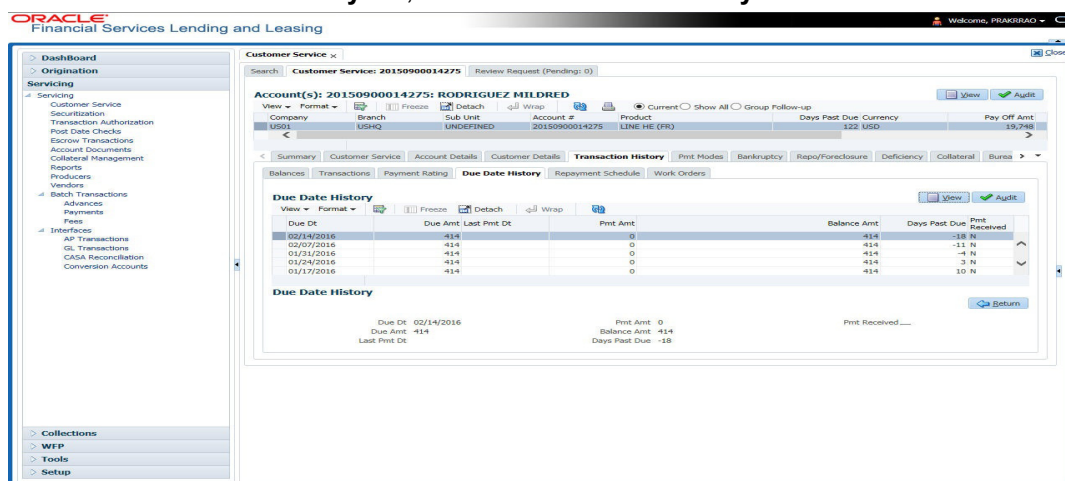 ORACLE
Financial Services Lending and Leasing
Welcome, PRAKRRAO
Close
DashBoard
Origination
Servicing
Servicing
Customer Service
Securitization
Transaction Authorization
Post Date Checks
Escrow Transactions
Account Documents
Collateral Management
Reports
Producers
Vendors
Batch Transactions
Advances
Payments
Fees
Interfaces
AP Transactions
GL Transactions
CASA Reconciliation
Conversion Accounts
Collections
WFP
Tools
Setup
Customer Service x
Search Customer Service: 20150900014275 Review Request (Pending: 0)
Account(s): 20150900014275: RODRIGUEZ MILDRED
View Audit
View Format Freeze Detach Wrap Current Show All Group Follow-up
Company Branch Sub Unit Account # Product Days Past Due Currency Pay Off Amt
US01 USHQ UNDEFINED 20150900014275 LINE HE (FR) 122 USD 19,748
Summary Customer Service Account Details Customer Details Transaction History Pmt Modes Bankruptcy Repo/Foreclosure Deficiency Collateral Burea
Balances Transactions Payment Rating Due Date History Repayment Schedule Work Orders
Due Date History
View Audit
View Format Freeze Detach Wrap
Due Dt Due Amt Last Pmt Dt Pmt Amt Balance Amt Days Past Due Pmt Received
02/14/2016 414 0 414 -18 N
02/07/2016 414 0 414 -11 N
01/31/2016 414 0 414 -4 N
01/24/2016 414 0 414 3 N
01/17/2016 414 0 414 10 N
Due Date History
Return
Due Dt 02/14/2016 Pmt Amt 0 Pmt Received
Due Amt 414 Balance Amt 414
Last Pmt Dt Days Past Due -18